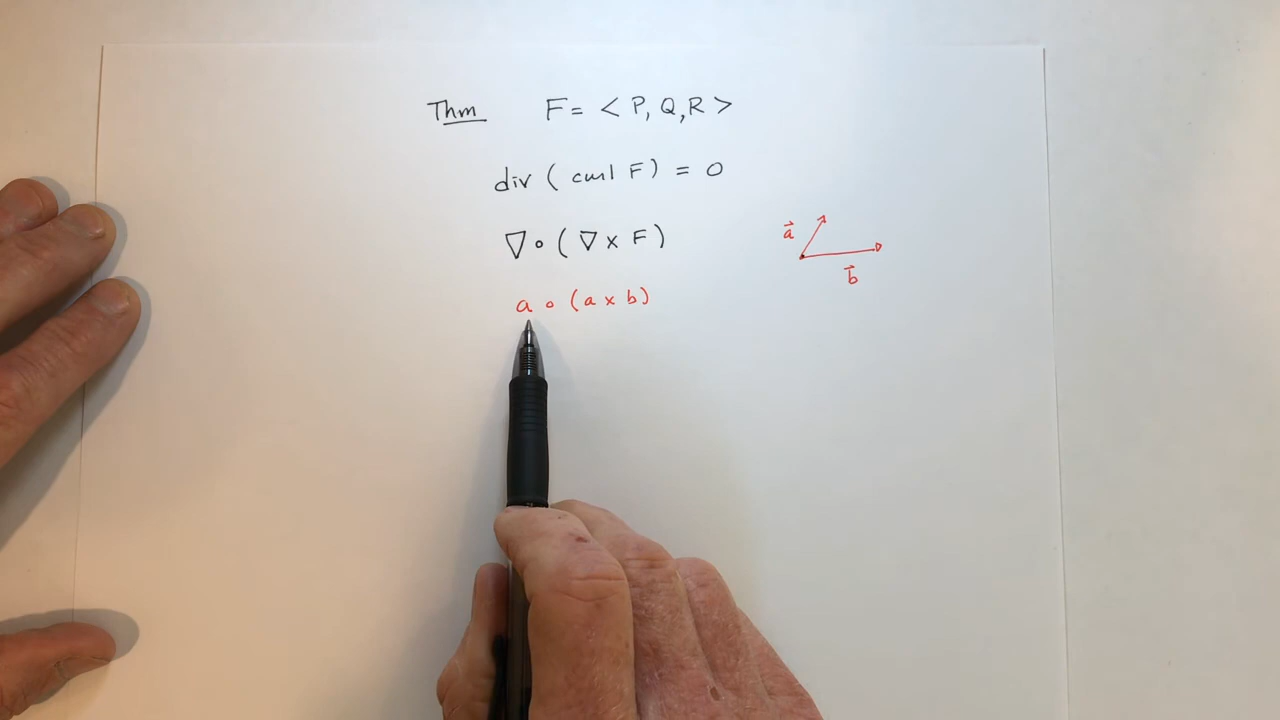 Thm F = < P, Q, R >
div ( curl F ) = 0
∇ ∘ ( ∇ × F )
a⃗
b⃗
a ∘ ( a × b )